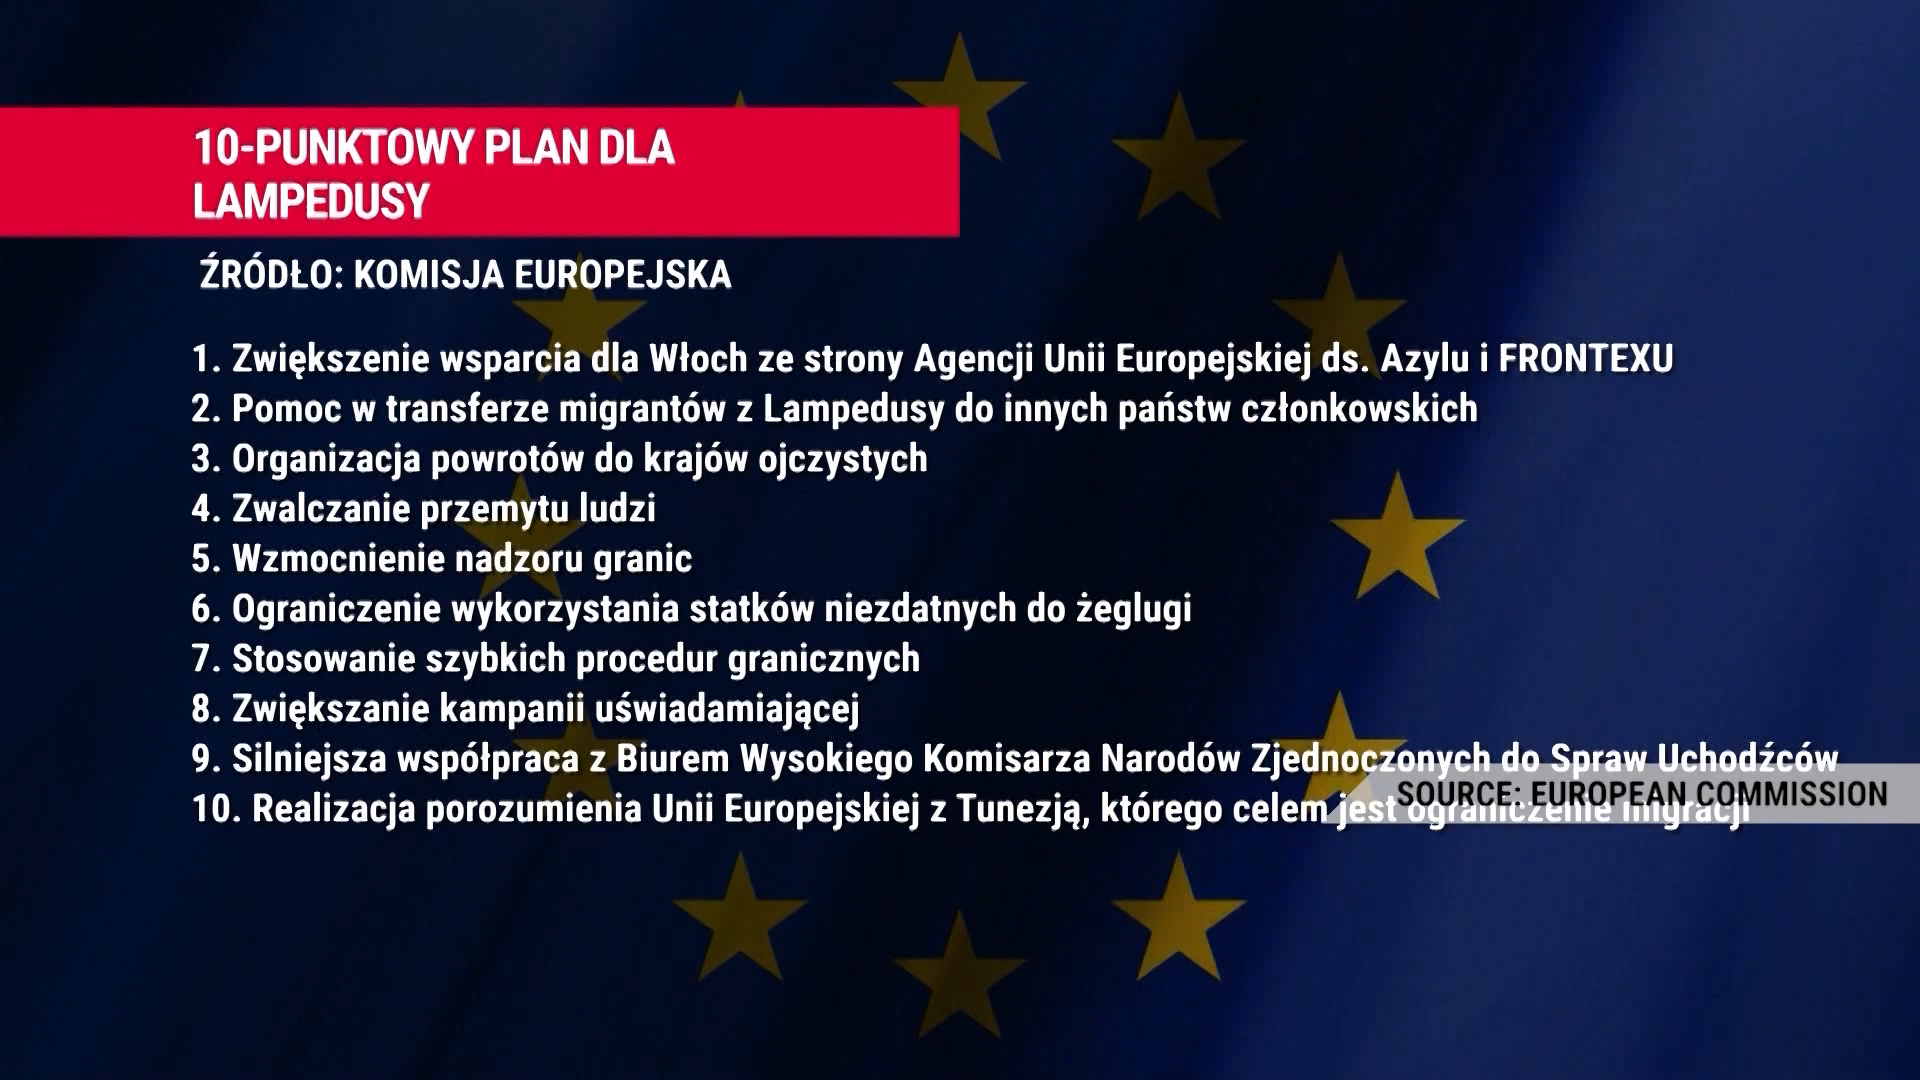 10-PUNKTOWY PLAN DLA
LAMPEDUSY
ŹRÓDŁO: KOMISJA EUROPEJSKA
1. Zwiększenie wsparcia dla Włoch ze strony Agencji Unii Europejskiej ds. Azylu i FRONTEXU
2. Pomoc w transferze migrantów z Lampedusy do innych państw członkowskich
3. Organizacja powrotów do krajów ojczystych
4. Zwalczanie przemytu ludzi
5. Wzmocnienie nadzoru granic
6. Ograniczenie wykorzystania statków niezdatnych do żeglugi
7. Stosowanie szybkich procedur granicznych
8. Zwiększanie kampanii uświadamiającej
9. Silniejsza współpraca z Biurem Wysokiego Komisarza Narodów Zjednoczonych do Spraw Uchodźców
10. Realizacja porozumienia Unii Europejskiej z Tunezją, którego celem jest ograniczenie imigracji
SOURCE: EUROPEAN COMMISSION